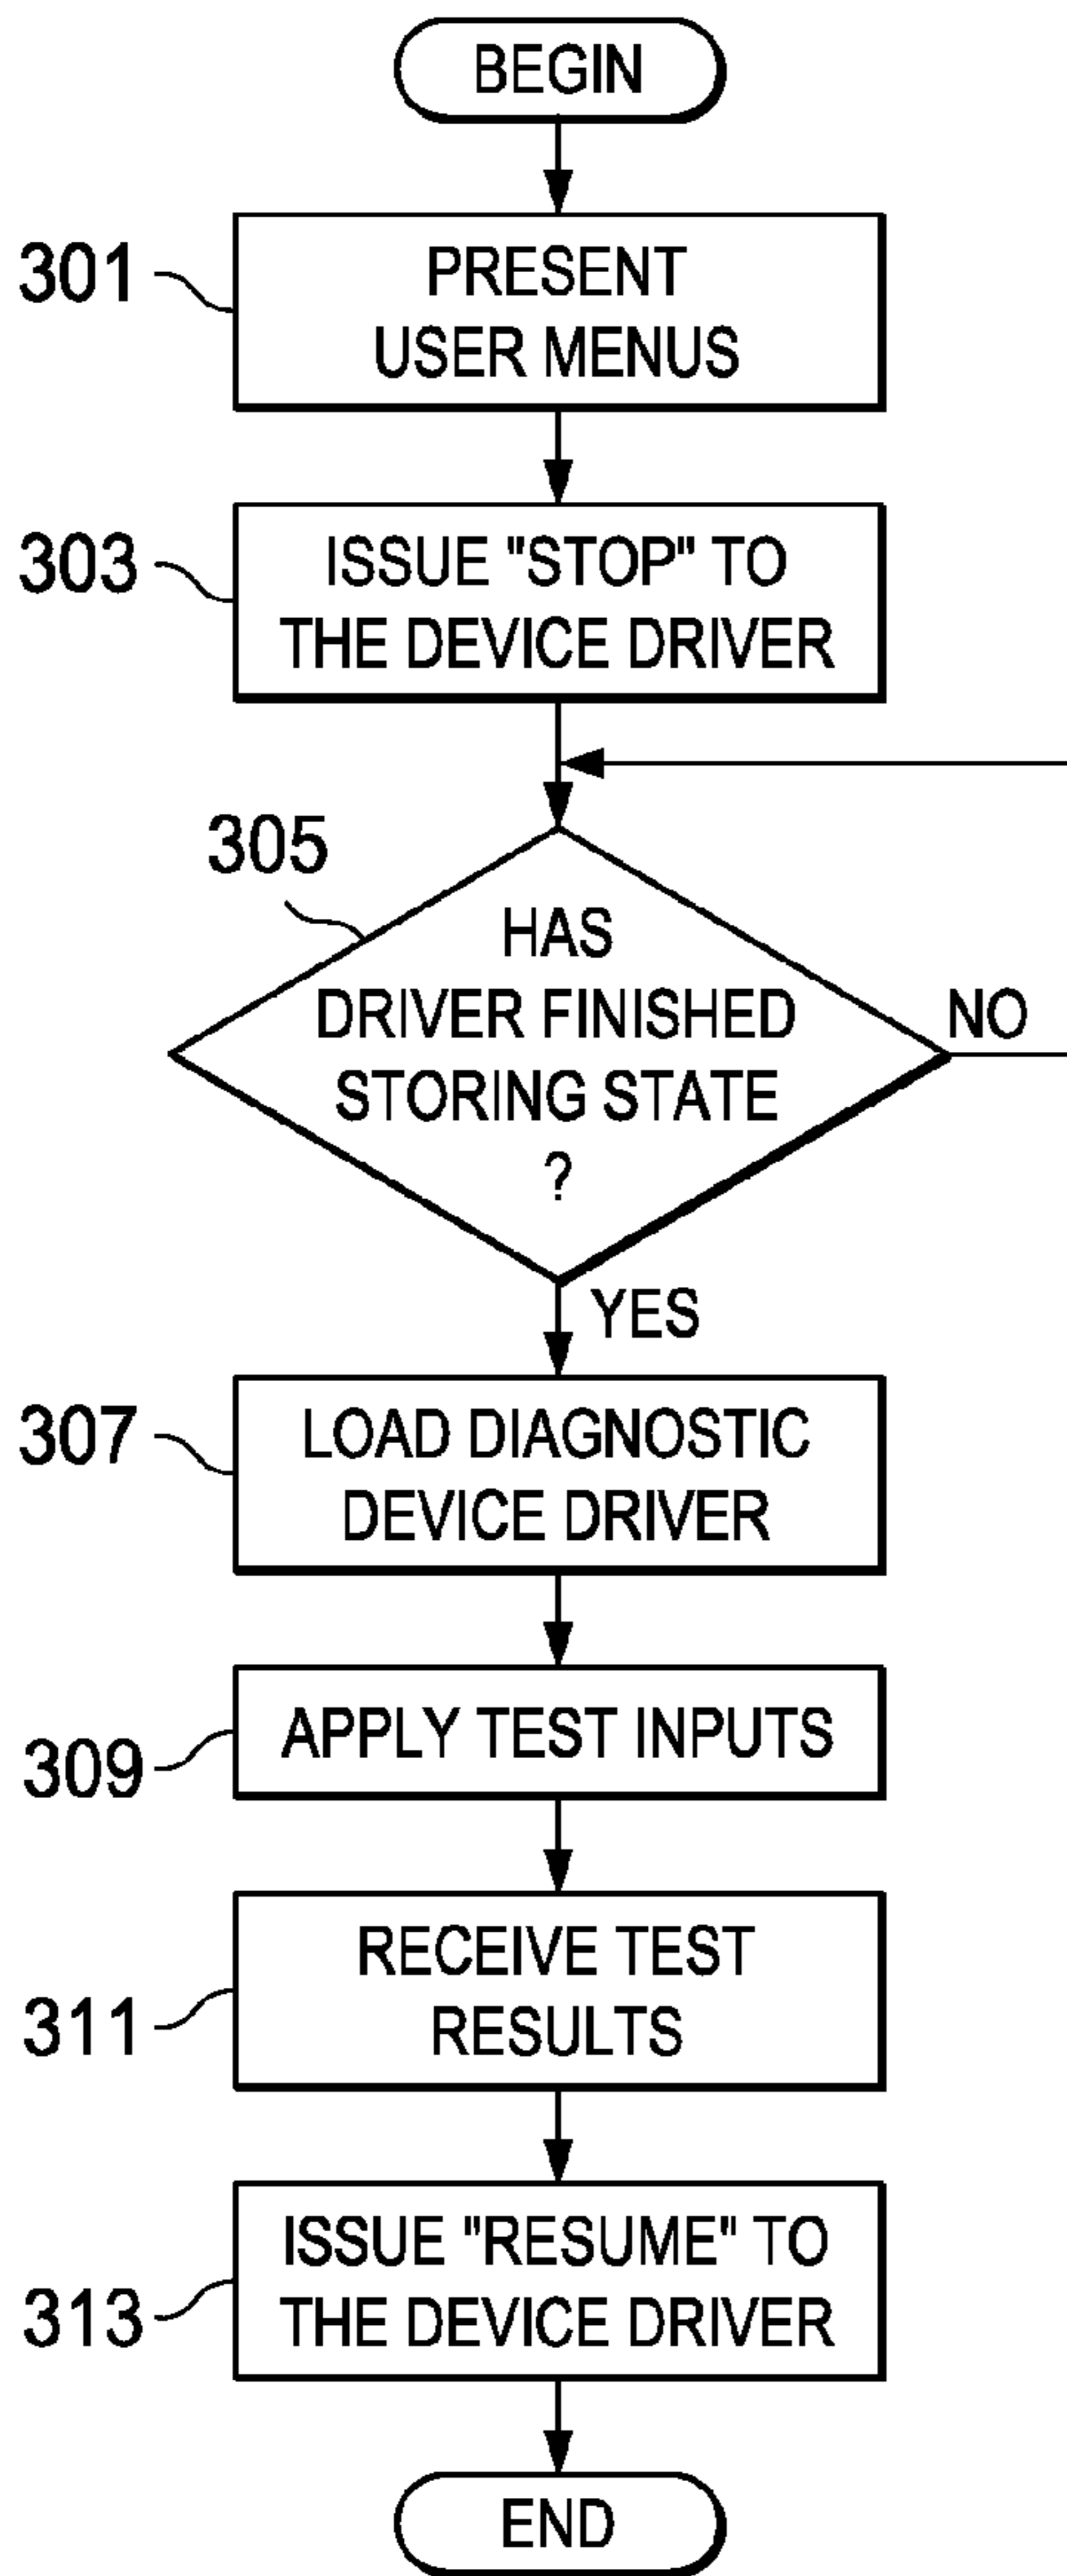 BEGIN
301
PRESENT
USER MENUS
303
ISSUE "STOP" TO
THE DEVICE DRIVER
305
HAS
DRIVER FINISHED
STORING STATE
?
NO
YES
307
LOAD DIAGNOSTIC
DEVICE DRIVER
309
APPLY TEST INPUTS
311
RECEIVE TEST
RESULTS
313
ISSUE "RESUME" TO
THE DEVICE DRIVER
END